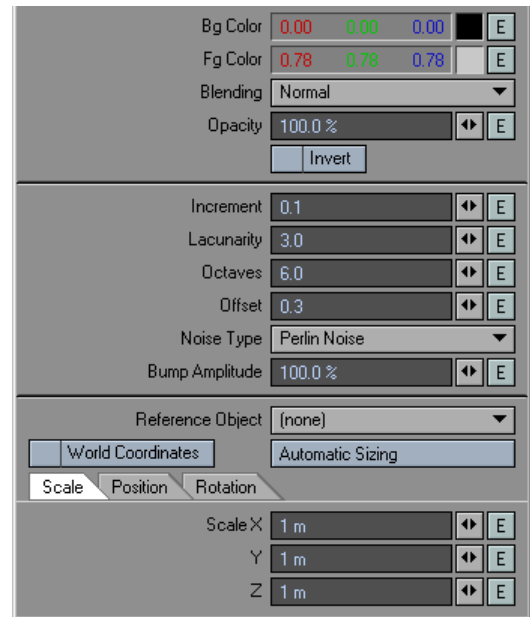 Bg Color 0.00 0.00 0.00 E
Fg Color 0.78 0.78 0.78 E
Blending Normal
Opacity 100.0 % E
Invert
Increment 0.1 E
Lacunarity 3.0 E
Octaves 6.0 E
Offset 0.3 E
Noise Type Perlin Noise
Bump Amplitude 100.0 % E
Reference Object (none)
World Coordinates Automatic Sizing
Scale Position Rotation
Scale X 1 m E
Y 1 m E
Z 1 m E